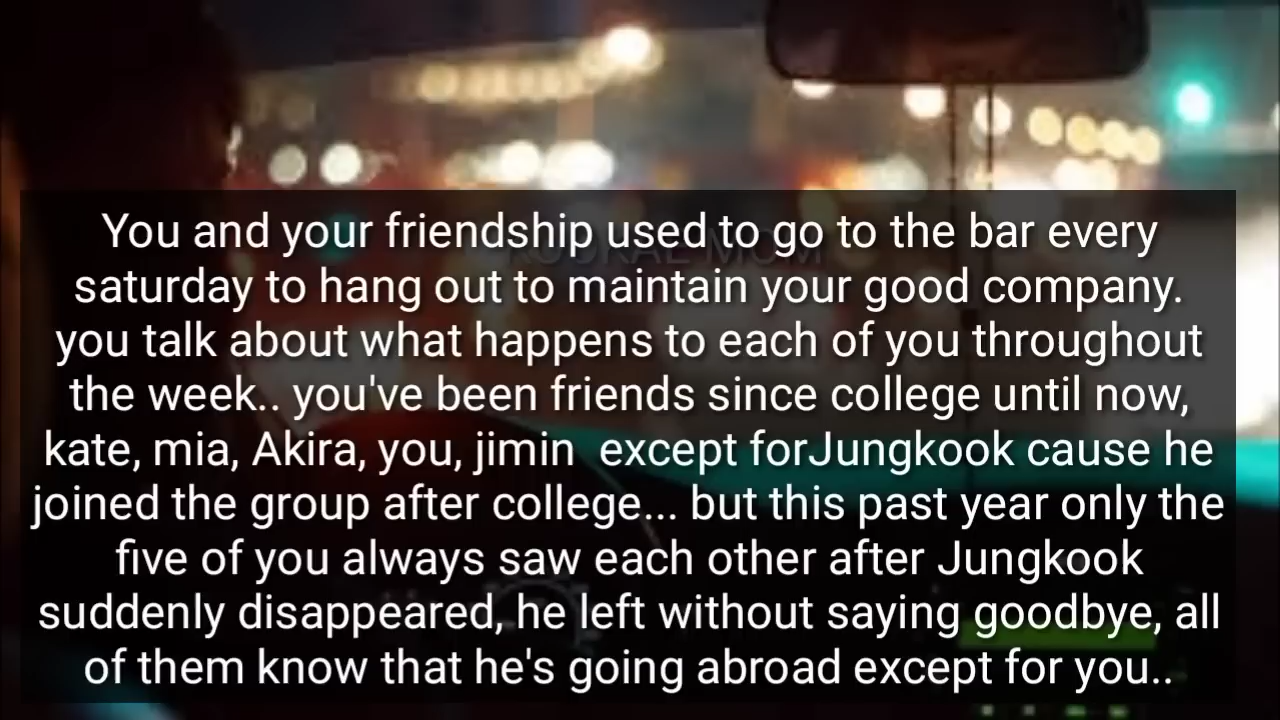 You and your friendship used to go to the bar every
saturday to hang out to maintain your good company.
you talk about what happens to each of you throughout
the week.. you've been friends since college until now,
kate, mia, Akira, you, jimin  except forJungkook cause he
joined the group after college... but this past year only the
five of you always saw each other after Jungkook
suddenly disappeared, he left without saying goodbye, all
of them know that he's going abroad except for you..